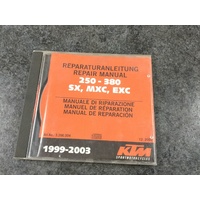 REPARATURANLEITUNG
REPAIR MANUAL
250 - 380
SX, MXC, EXC
MANUALE DI RIPARAZIONE
MANUEL DE RÉPARATION
MANUAL DE REPARACIÓN
1999-2003
KTM
SPORTMOTORCYCLES